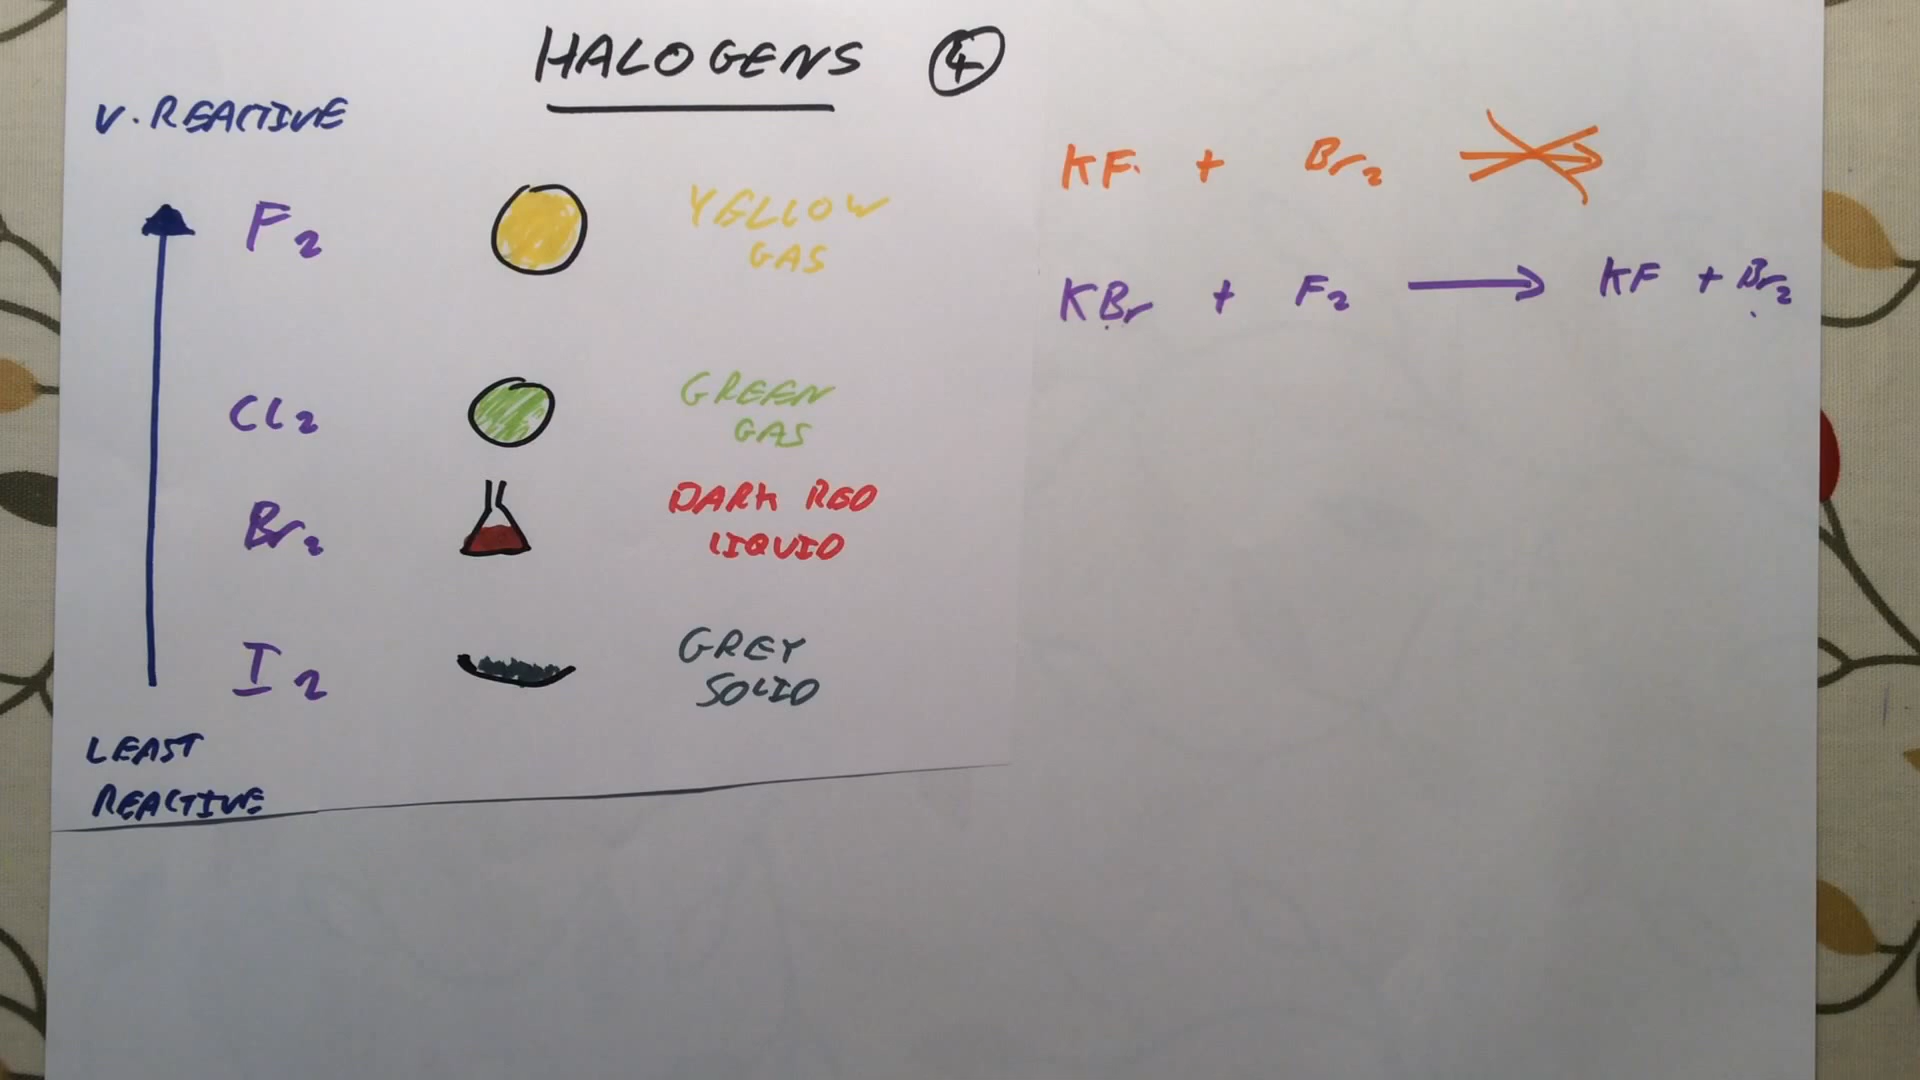 HALOGENS ④
V. REACTIVE
F2
YELLOW
GAS
Cl2
GREEN
GAS
Br2
DARK RED
LIQUID
I2
GREY
SOLID
LEAST
REACTIVE
KF + Br2
KBr + F2 → KF + Br2